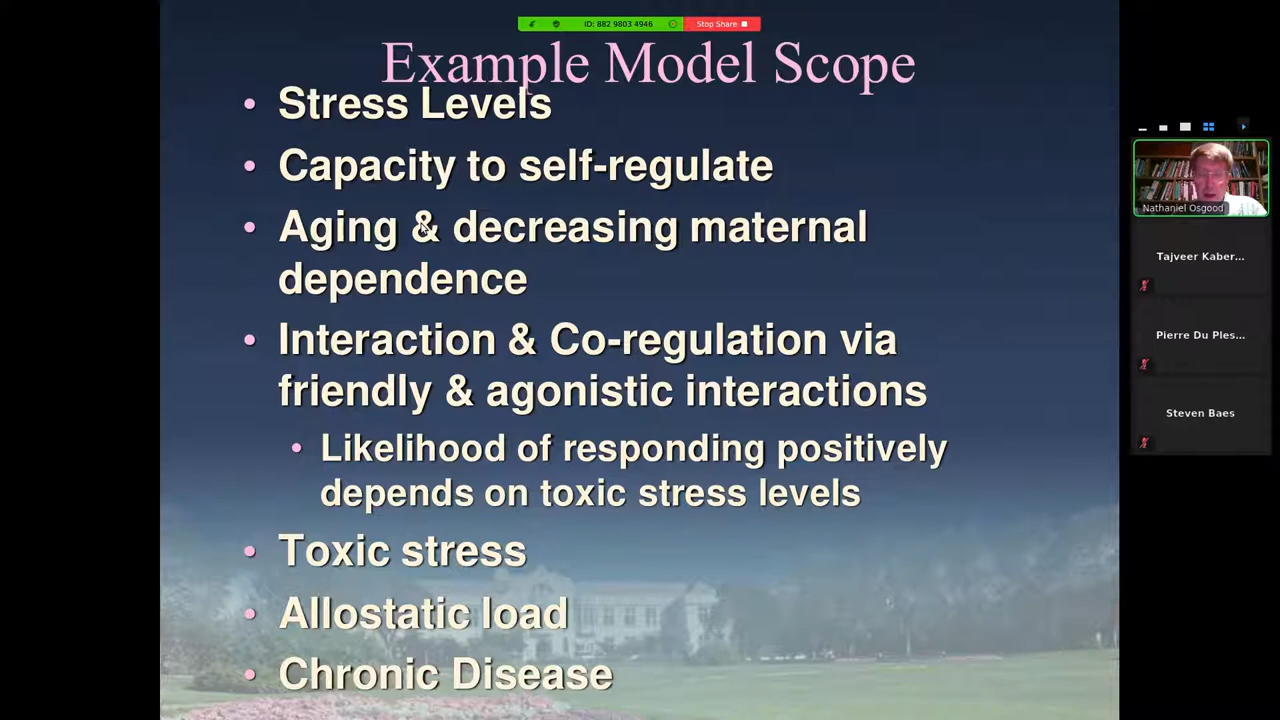 ID: 882 9803 4946
Stop Share
Example Model Scope
• Stress Levels
• Capacity to self-regulate
• Aging & decreasing maternal
dependence
• Interaction & Co-regulation via
friendly & agonistic interactions
• Likelihood of responding positively
depends on toxic stress levels
• Toxic stress
• Allostatic load
• Chronic Disease
Nathaniel Osgood
Tajveer Kaber...
Pierre Du Ples...
Steven Baes